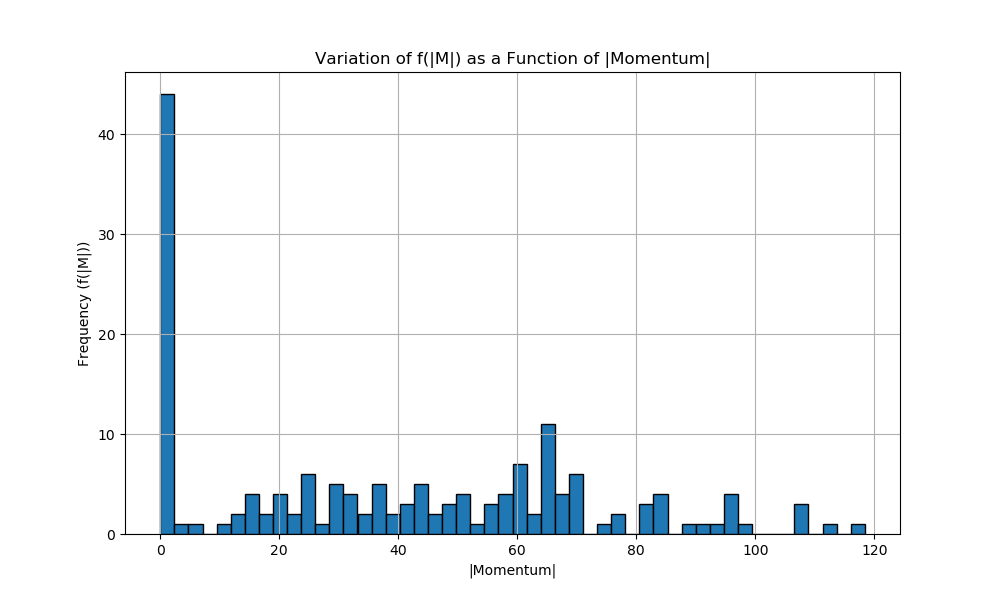 Variation of f(|M|) as a Function of |Momentum|
Frequency (f(|M|))
40
30
20
10
0
0 20 40 60 80 100 120
|Momentum|